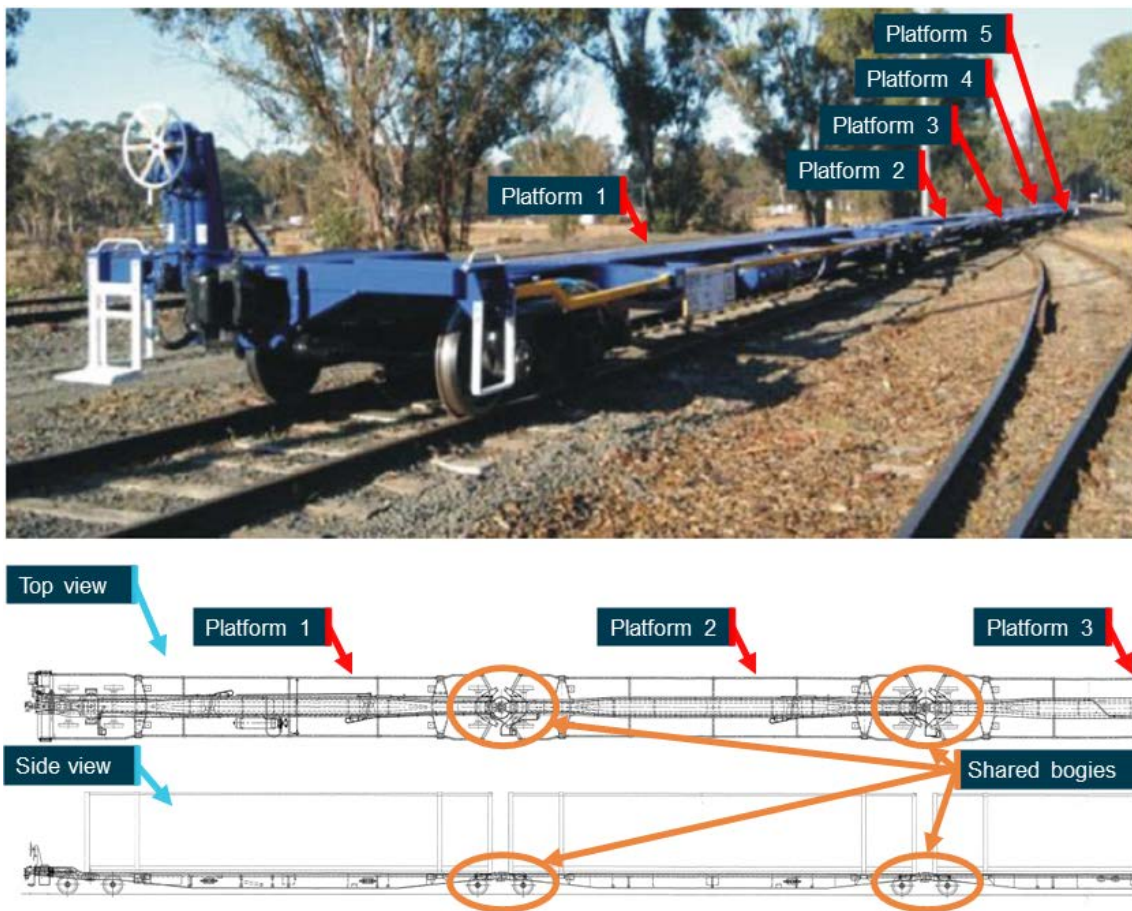 Platform 5
Platform 4
Platform 3
Platform 2
Platform 1
Top view
Platform 1
Platform 2
Platform 3
Side view
Shared bogies